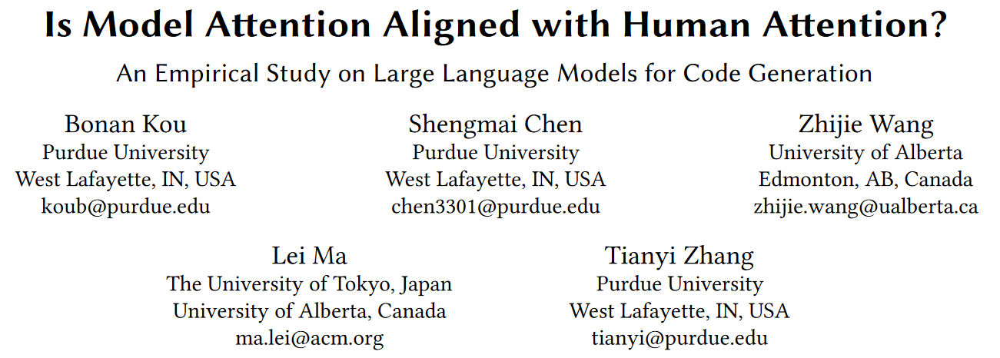 Is Model Attention Aligned with Human Attention?
An Empirical Study on Large Language Models for Code Generation
Bonan Kou
Purdue University
West Lafayette, IN, USA
koub@purdue.edu
Shengmai Chen
Purdue University
West Lafayette, IN, USA
chen3301@purdue.edu
Zhijie Wang
University of Alberta
Edmonton, AB, Canada
zhijie.wang@ualberta.ca
Lei Ma
The University of Tokyo, Japan
University of Alberta, Canada
ma.lei@acm.org
Tianyi Zhang
Purdue University
West Lafayette, IN, USA
tianyi@purdue.edu